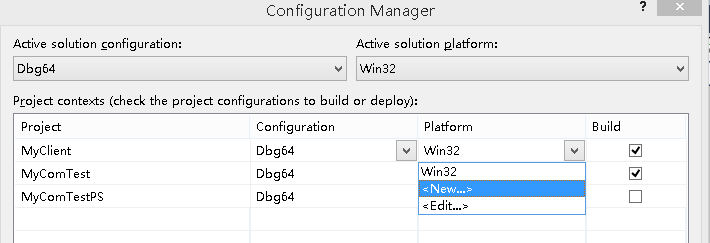 Configuration Manager
?
Active solution configuration:
Active solution platform:
Dbg64
Win32
Project contexts (check the project configurations to build or deploy):
Project Configuration Platform Build
MyClient Dbg64 Win32
MyComTest Dbg64
MyComTestPS Dbg64
Win32
<New...>
<Edit...>